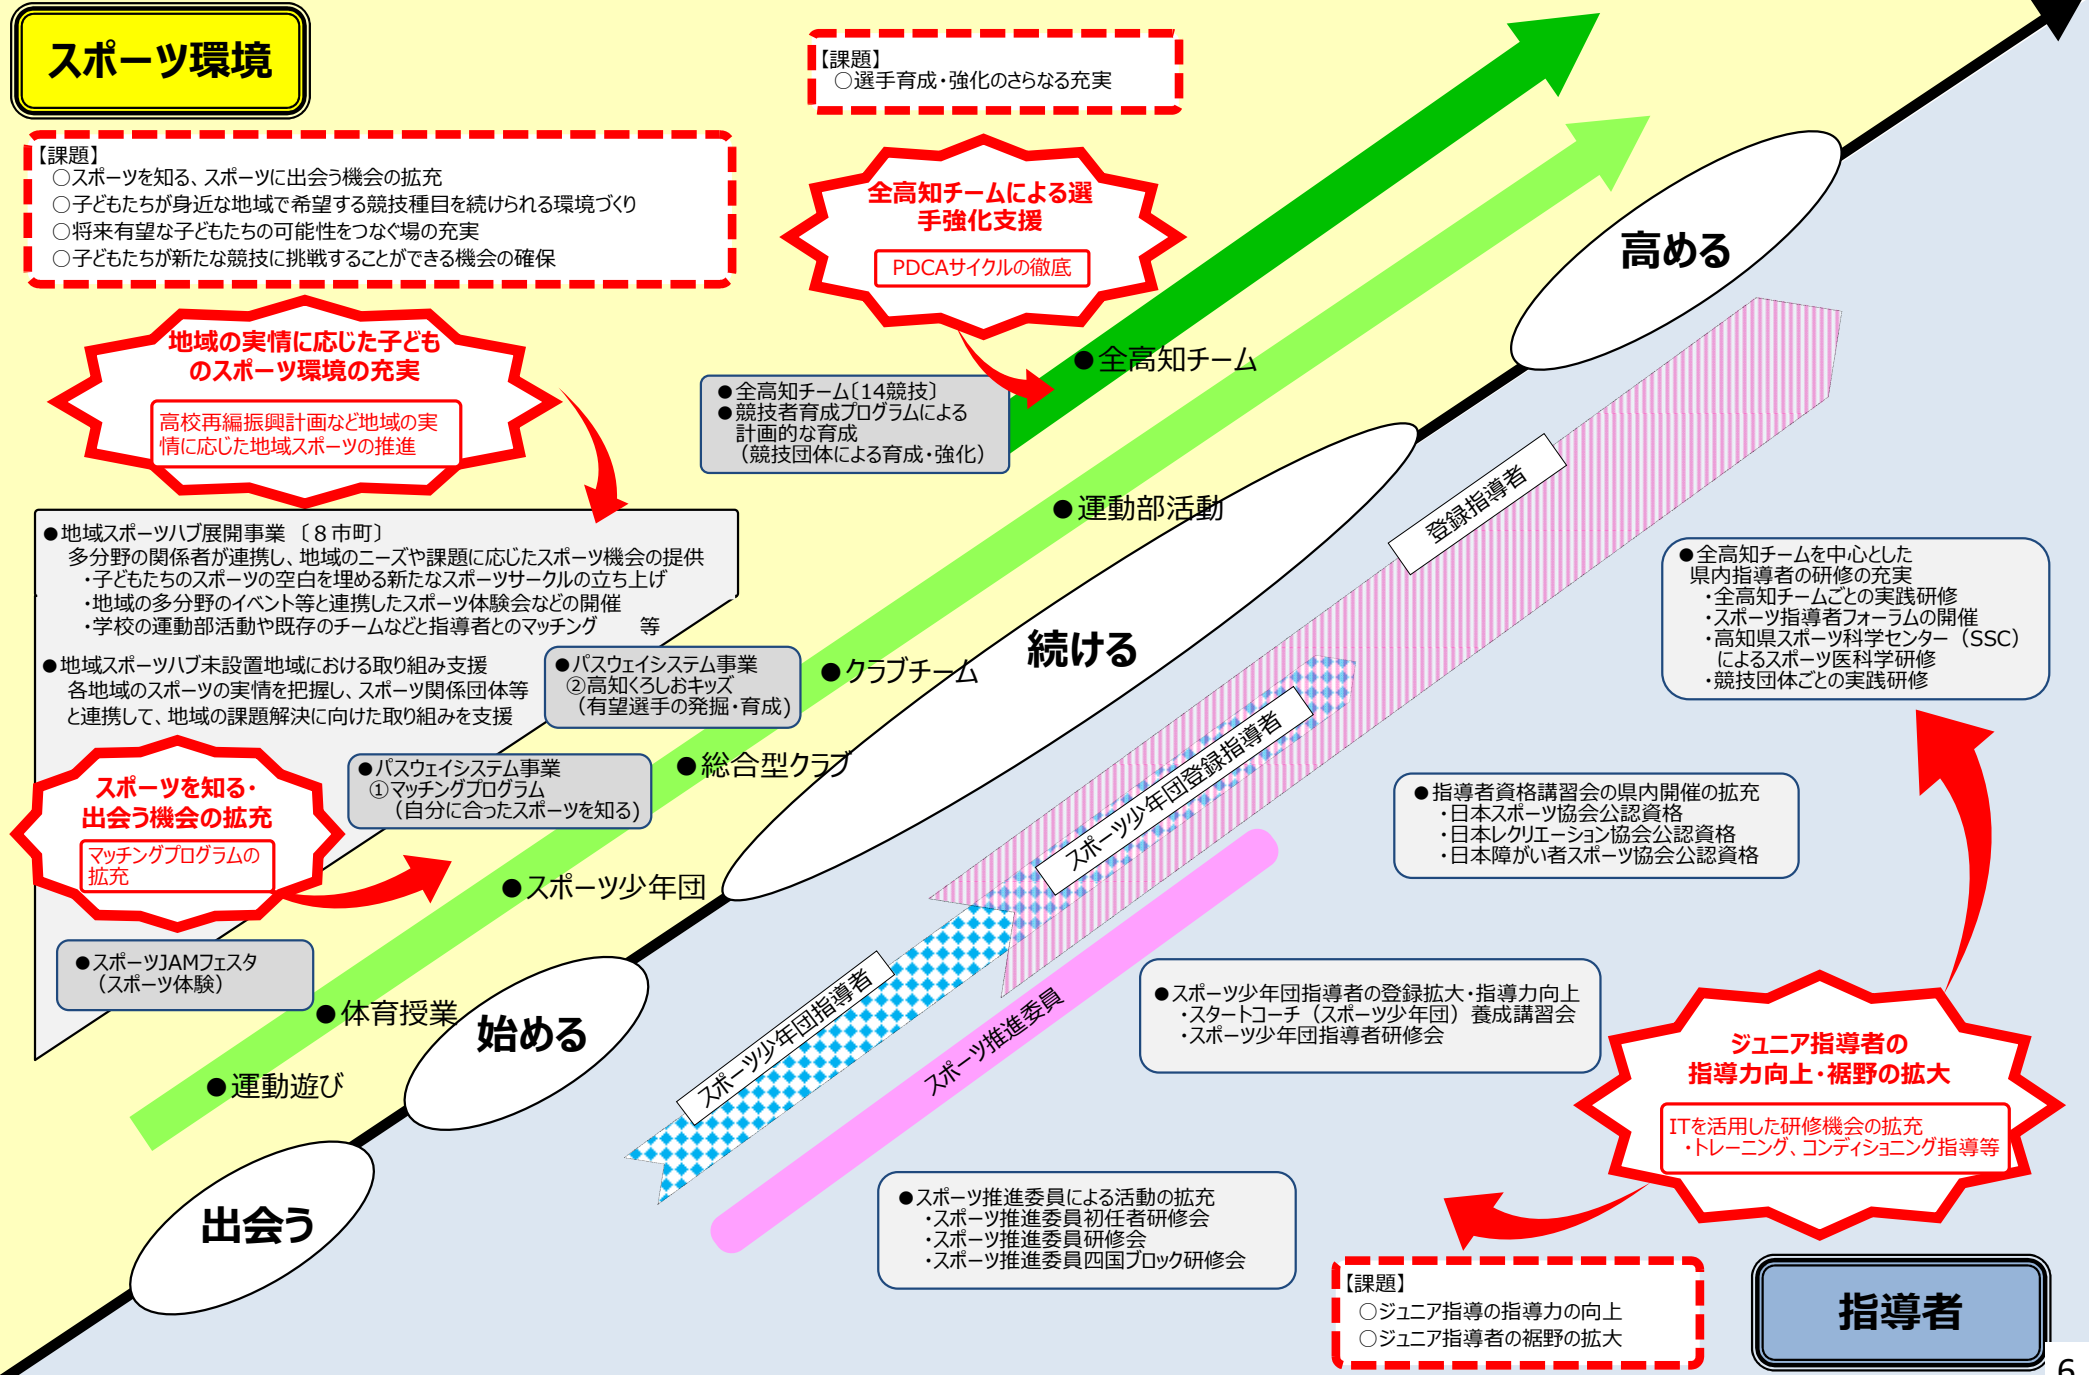 スポーツ環境
【課題】
○スポーツを知る、スポーツに出会う機会の拡充
○子どもたちが身近な地域で希望する競技種目を続けられる環境づくり
○将来有望な子どもたちの可能性をつなぐ場の充実
○子どもたちが新たな競技に挑戦することができる機会の確保
【課題】
○選手育成・強化のさらなる充実
全高知チームによる選
手強化支援
PDCAサイクルの徹底
地域の実情に応じた子ども
のスポーツ環境の充実
高校再編振興計画など地域の実
情に応じた地域スポーツの推進
●全高知チーム〔14競技〕
●競技者育成プログラムによる
計画的な育成
（競技団体による育成・強化）
●全高知チーム
●運動部活動
●クラブチーム
●総合型クラブ
●スポーツ少年団
●体育授業
●運動遊び
●地域スポーツハブ展開事業 〔８市町〕
多分野の関係者が連携し、地域のニーズや課題に応じたスポーツ機会の提供
・子どもたちのスポーツの空白を埋める新たなスポーツサークルの立ち上げ
・地域の多分野のイベント等と連携したスポーツ体験会などの開催
・学校の運動部活動や既存のチームなどと指導者とのマッチング 等
●地域スポーツハブ未設置地域における取り組み支援
各地域のスポーツの実情を把握し、スポーツ関係団体等
と連携して、地域の課題解決に向けた取り組みを支援
●パスウェイシステム事業
②高知くろしおキッズ
（有望選手の発掘・育成)
●パスウェイシステム事業
①マッチングプログラム
（自分に合ったスポーツを知る)
スポーツを知る・
出会う機会の拡充
マッチングプログラムの
拡充
●スポーツJAMフェスタ
（スポーツ体験）
高める
続ける
始める
出会う
登録指導者
スポーツ少年団登録指導者
スポーツ少年団指導者
スポーツ推進委員
●全高知チームを中心とした
県内指導者の研修の充実
・全高知チームごとの実践研修
・スポーツ指導者フォーラムの開催
・高知県スポーツ科学センター（SSC）
によるスポーツ医科学研修
・競技団体ごとの実践研修
●指導者資格講習会の県内開催の拡充
・日本スポーツ協会公認資格
・日本レクリエーション協会公認資格
・日本障がい者スポーツ協会公認資格
●スポーツ少年団指導者の登録拡大・指導力向上
・スタートコーチ（スポーツ少年団）養成講習会
・スポーツ少年団指導者研修会
●スポーツ推進委員による活動の拡充
・スポーツ推進委員初任者研修会
・スポーツ推進委員研修会
・スポーツ推進委員四国ブロック研修会
ジュニア指導者の
指導力向上・裾野の拡大
ITを活用した研修機会の拡充
・トレーニング、コンディショニング指導等
【課題】
○ジュニア指導の指導力の向上
○ジュニア指導者の裾野の拡大
指導者
6